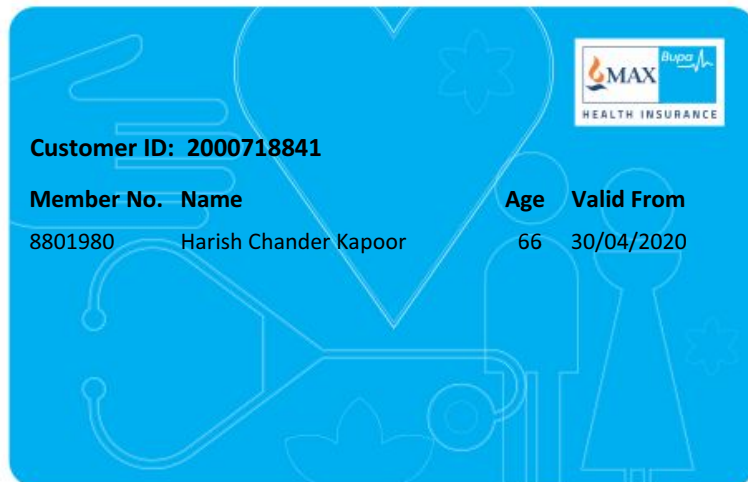 MAX Bupa
HEALTH INSURANCE
Customer ID: 2000718841
Member No. Name Age Valid From
8801980 Harish Chander Kapoor 66 30/04/2020